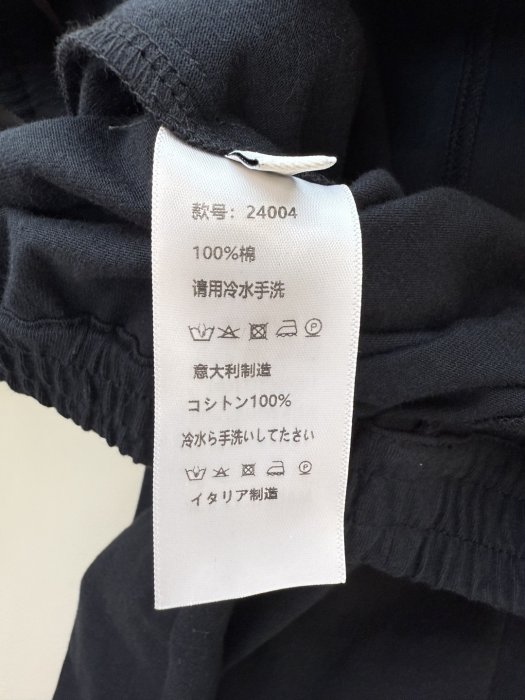 款号：24004
100%棉
请用冷水手洗
意大利制造
コシトン100%
冷水ら手洗いしてたさい
イタリア制造